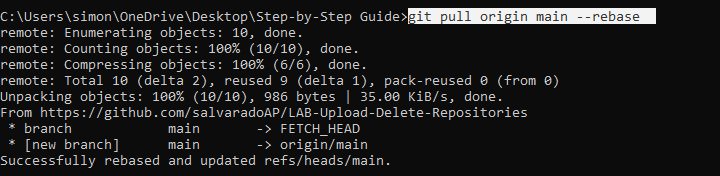 C:\Users\simon\OneDrive\Desktop\Step-by-Step Guide>git pull origin main --rebase
remote: Enumerating objects: 10, done.
remote: Counting objects: 100% (10/10), done.
remote: Compressing objects: 100% (6/6), done.
remote: Total 10 (delta 2), reused 9 (delta 1), pack-reused 0 (from 0)
Unpacking objects: 100% (10/10), 986 bytes | 35.00 KiB/s, done.
From https://github.com/salvaradoAP/LAB-Upload-Delete-Repositories
 * branch            main       -> FETCH_HEAD
 * [new branch]      main       -> origin/main
Successfully rebased and updated refs/heads/main.